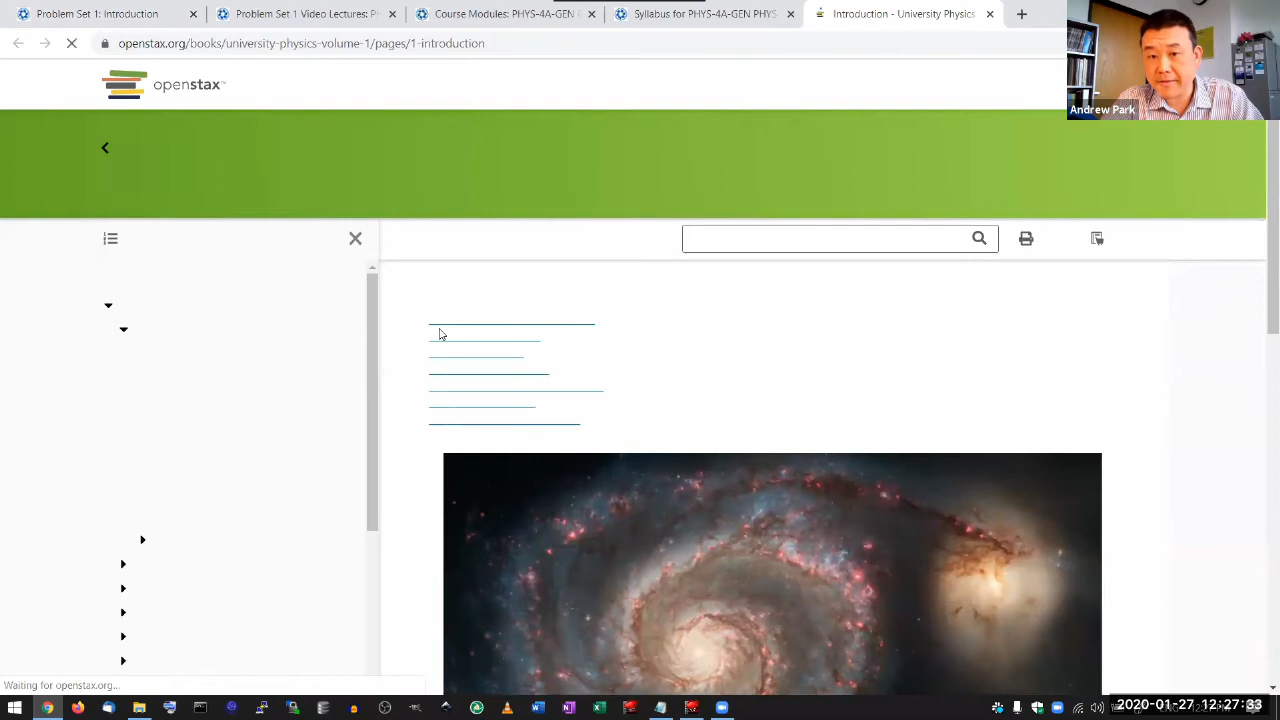 Problem Set 1: Introduction
Problem Set 1 Video Lectures: P
Course Modules: PHYS-4A-GEN P
Syllabus for PHYS-4A-GEN PHYS
Introduction - University Physics
openstax.org/books/university-physics-volume-1/pages/1-introduction
openstax™
Andrew Park
Waiting for openstax.org...
2020-01-27 12:27:33